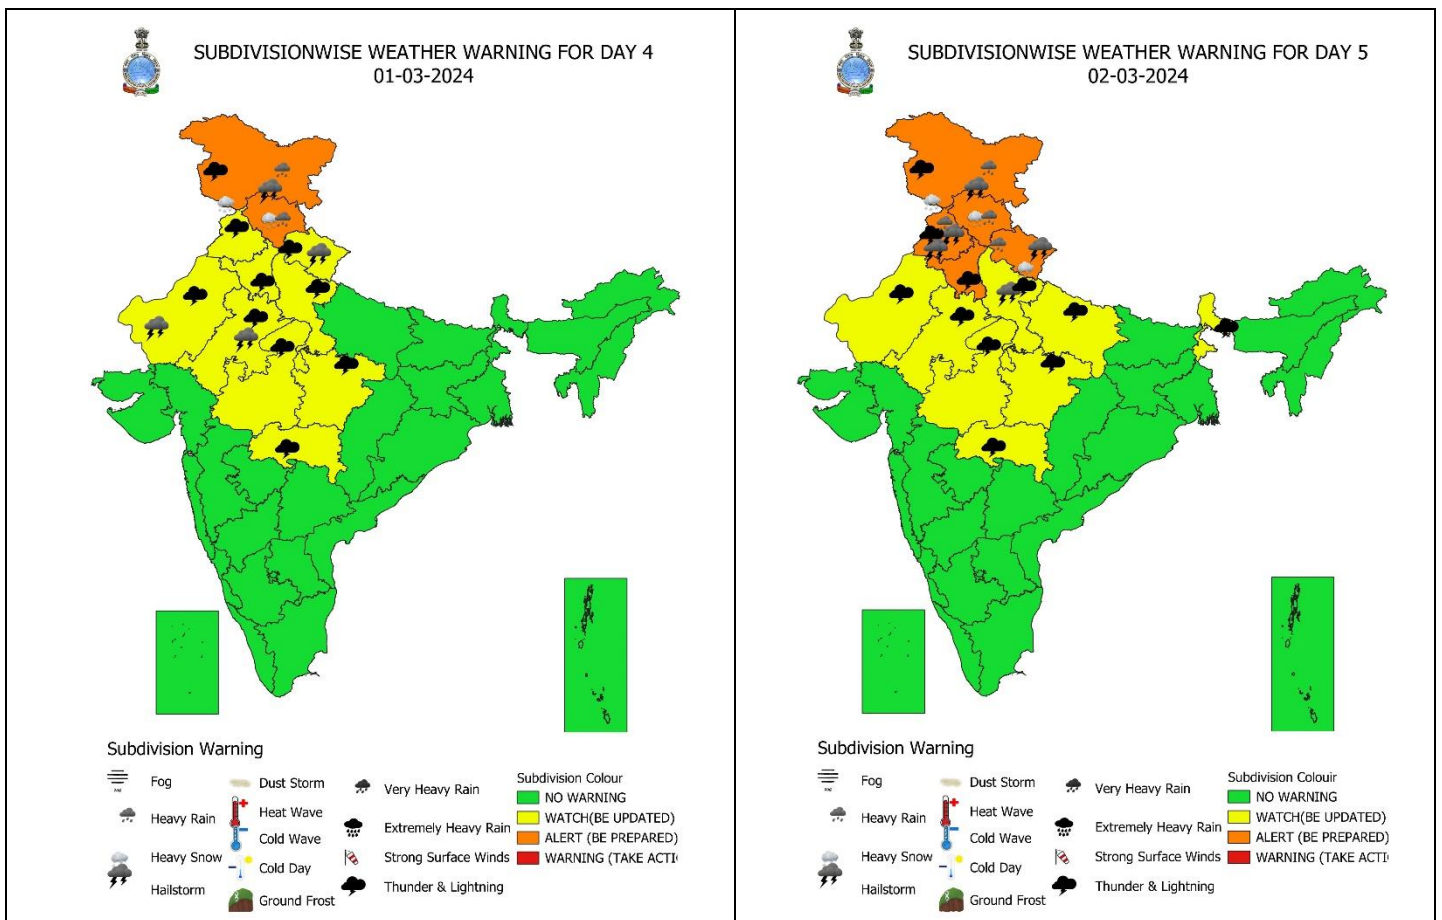 SUBDIVISIONWISE WEATHER WARNING FOR DAY 4
01-03-2024
Subdivision Warning
Fog
Heavy Rain
Heavy Snow
Hailstorm
Dust Storm
Heat Wave
Cold Wave
Cold Day
Ground Frost
Very Heavy Rain
Extremely Heavy Rain
Strong Surface Winds
Thunder & Lightning
Subdivision Colour
NO WARNING
WATCH(BE UPDATED)
ALERT (BE PREPARED)
WARNING (TAKE ACTI
SUBDIVISIONWISE WEATHER WARNING FOR DAY 5
02-03-2024
Subdivision Warning
Fog
Heavy Rain
Heavy Snow
Hailstorm
Dust Storm
Heat Wave
Cold Wave
Cold Day
Ground Frost
Very Heavy Rain
Extremely Heavy Rain
Strong Surface Winds
Thunder & Lightning
Subdivision Colour
NO WARNING
WATCH(BE UPDATED)
ALERT (BE PREPARED)
WARNING (TAKE ACTI